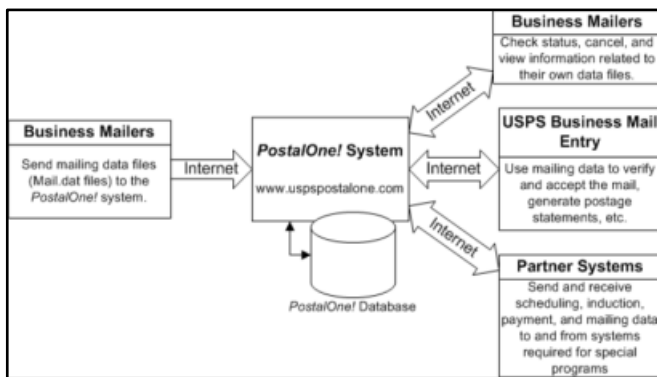 Business Mailers
Send mailing data files
(Mail.dat files) to the
PostalOne! system.
Internet
PostalOne! System
www.uspspostalone.com
PostalOne! Database
Internet
Business Mailers
Check status, cancel, and
view information related to
their own data files.
Internet
USPS Business Mail
Entry
Use mailing data to verify
and accept the mail,
generate postage
statements, etc.
Internet
Partner Systems
Send and receive
scheduling, induction,
payment, and mailing data
to and from systems
required for special
programs